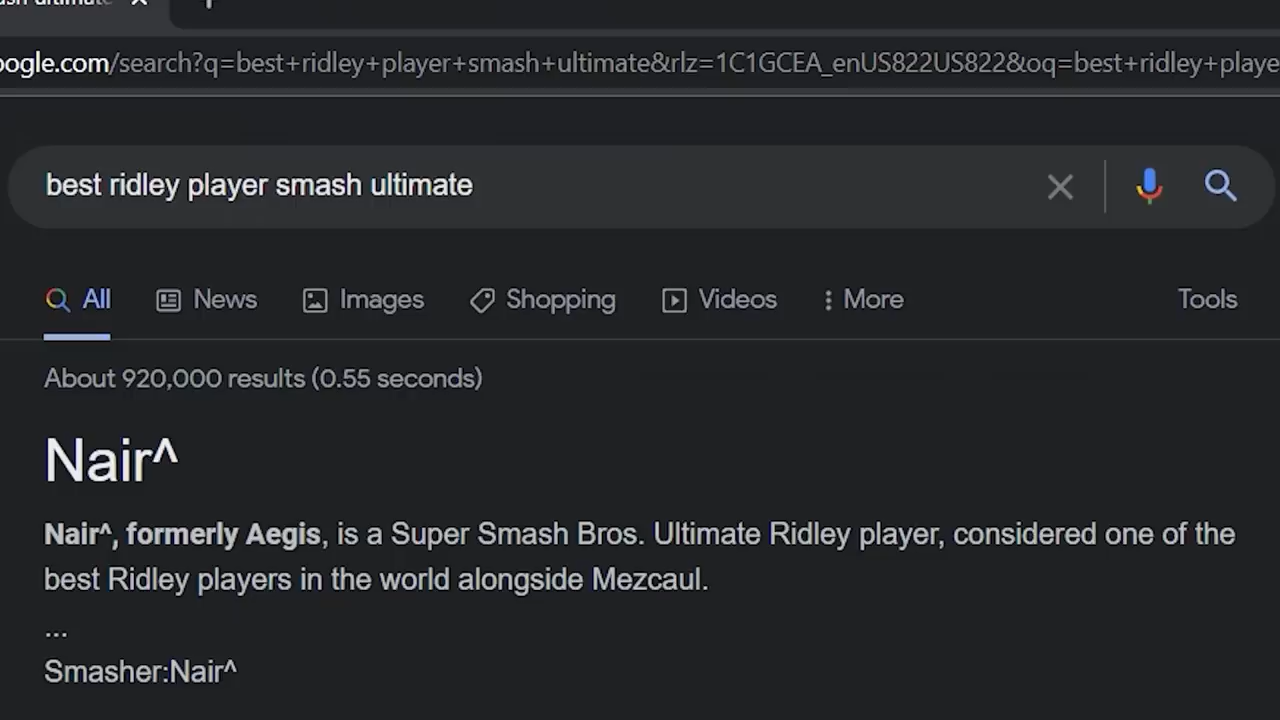 ash ultimate
oogle.com/search?q=best+ridley+player+smash+ultimate&rlz=1C1GCEA_enUS822US822&oq=best+ridley+playe
best ridley player smash ultimate
All News Images Shopping Videos More Tools
About 920,000 results (0.55 seconds)
Nair^
Nair^, formerly Aegis, is a Super Smash Bros. Ultimate Ridley player, considered one of the
best Ridley players in the world alongside Mezcaul.
...
Smasher:Nair^